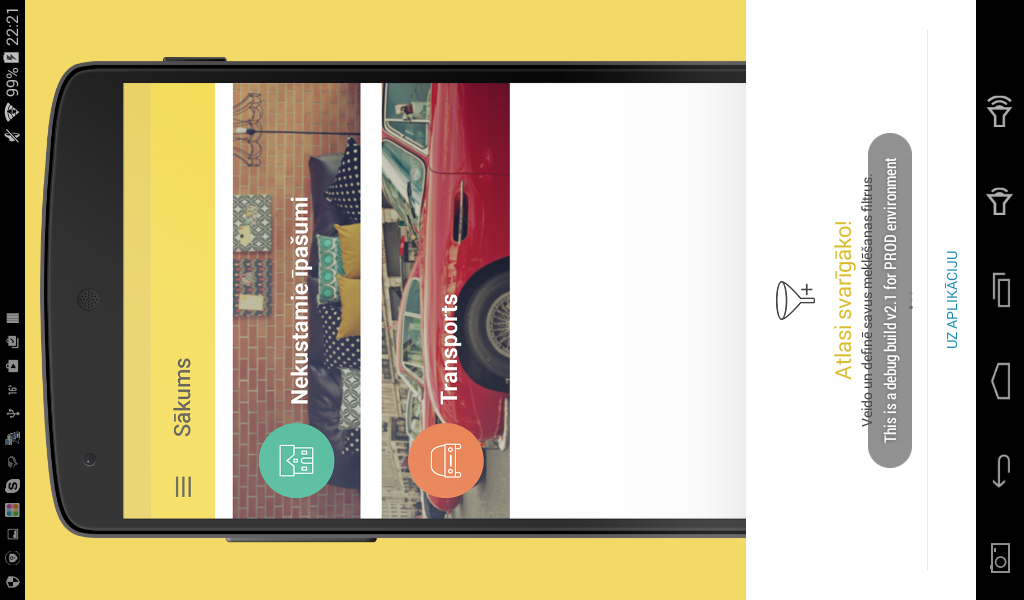 99% 22:21
16°
Sākums
Nekustamie īpašumi
Transports
Atlasi svarīgāko!
Veido un definē savus meklēšanas filtrus.
This is a debug build v2.1 for PROD environment
UZ APLIKĀCIJU